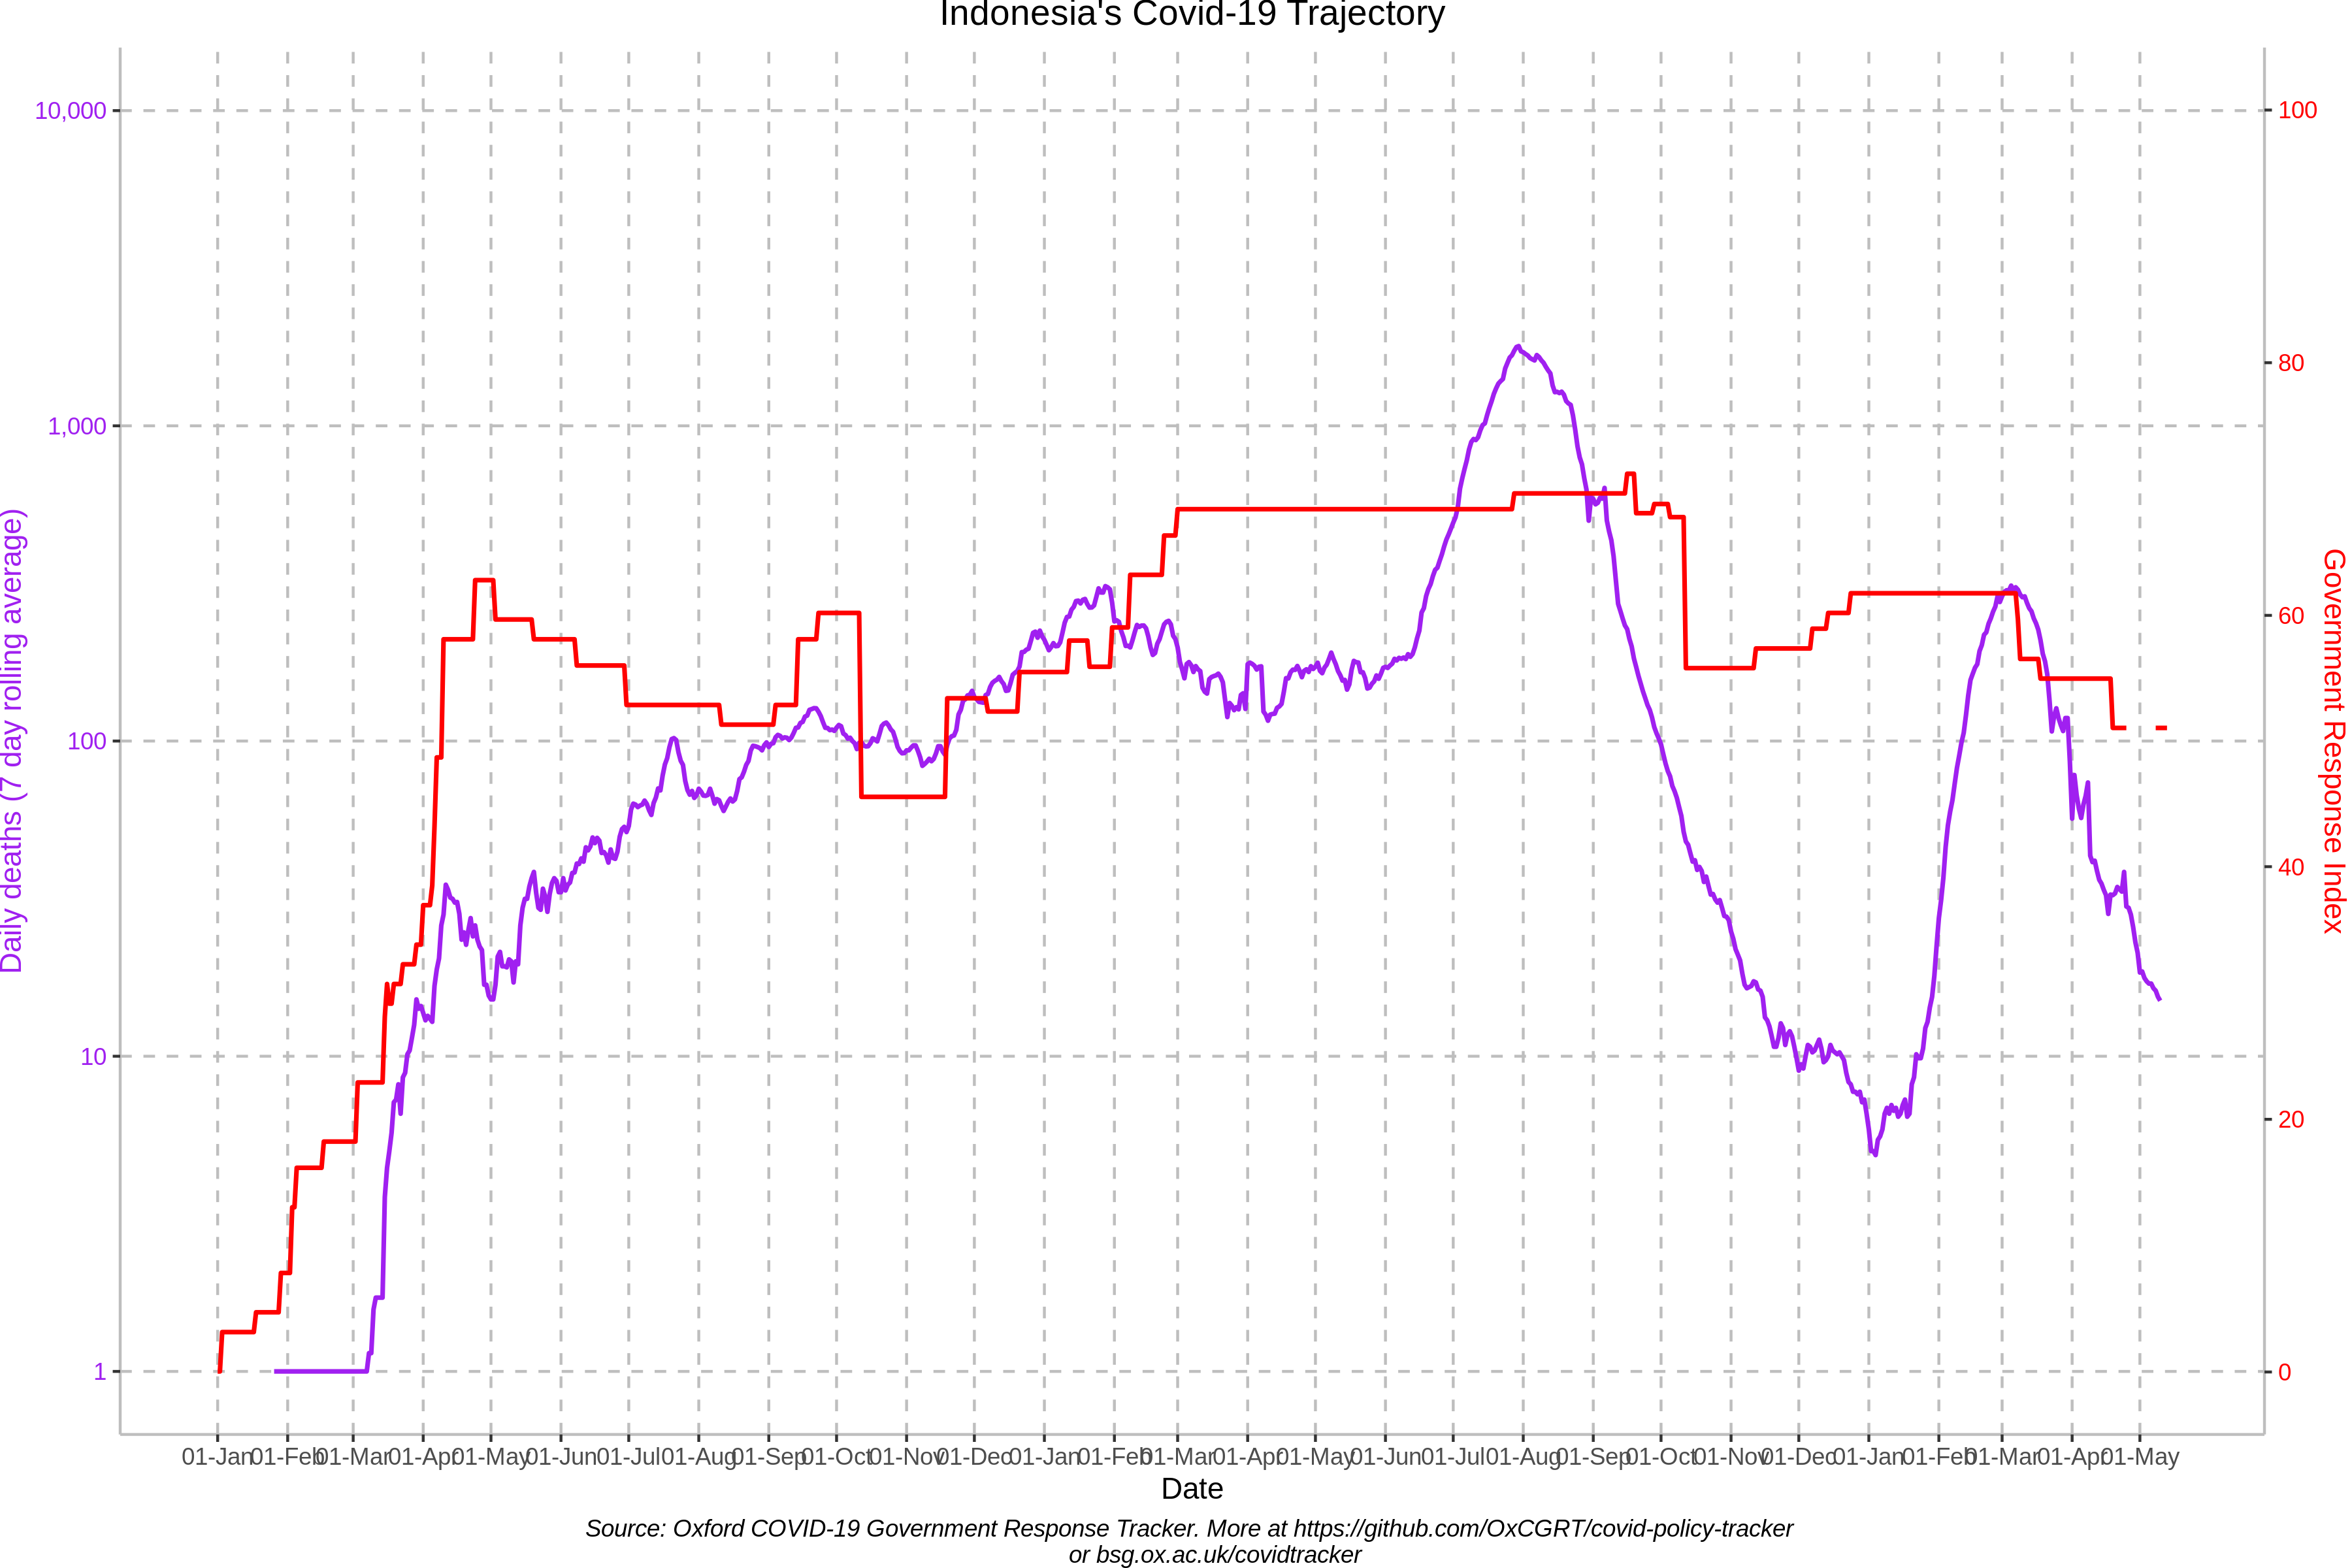 Indonesia's Covid-19 Trajectory
10,000
1,000
100
10
1
Daily deaths (7 day rolling average)
100
80
60
40
20
0
Government Response Index
01-Jan 01-Feb 01-Mar 01-Apr 01-May 01-Jun 01-Jul 01-Aug 01-Sep 01-Oct 01-Nov 01-Dec 01-Jan 01-Feb 01-Mar 01-Apr 01-May 01-Jun 01-Jul 01-Aug 01-Sep 01-Oct 01-Nov 01-Dec 01-Jan 01-Feb 01-Mar 01-Apr 01-May
Date
Source: Oxford COVID-19 Government Response Tracker. More at https://github.com/OxCGRT/covid-policy-tracker
or bsg.ox.ac.uk/covidtracker